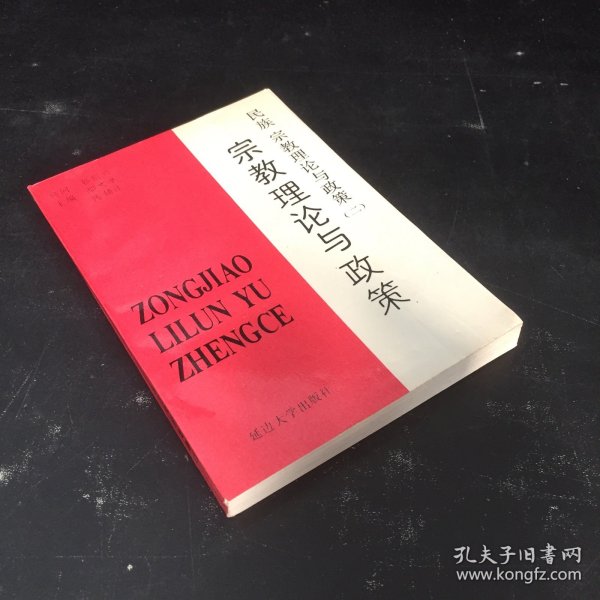 民族 宗教理论与政策(二)
宗教理论与政策
ZONGJIAO
LILUN YU
ZHENGCE
延边大学出版社
孔夫子旧书网
www.kongfz.com